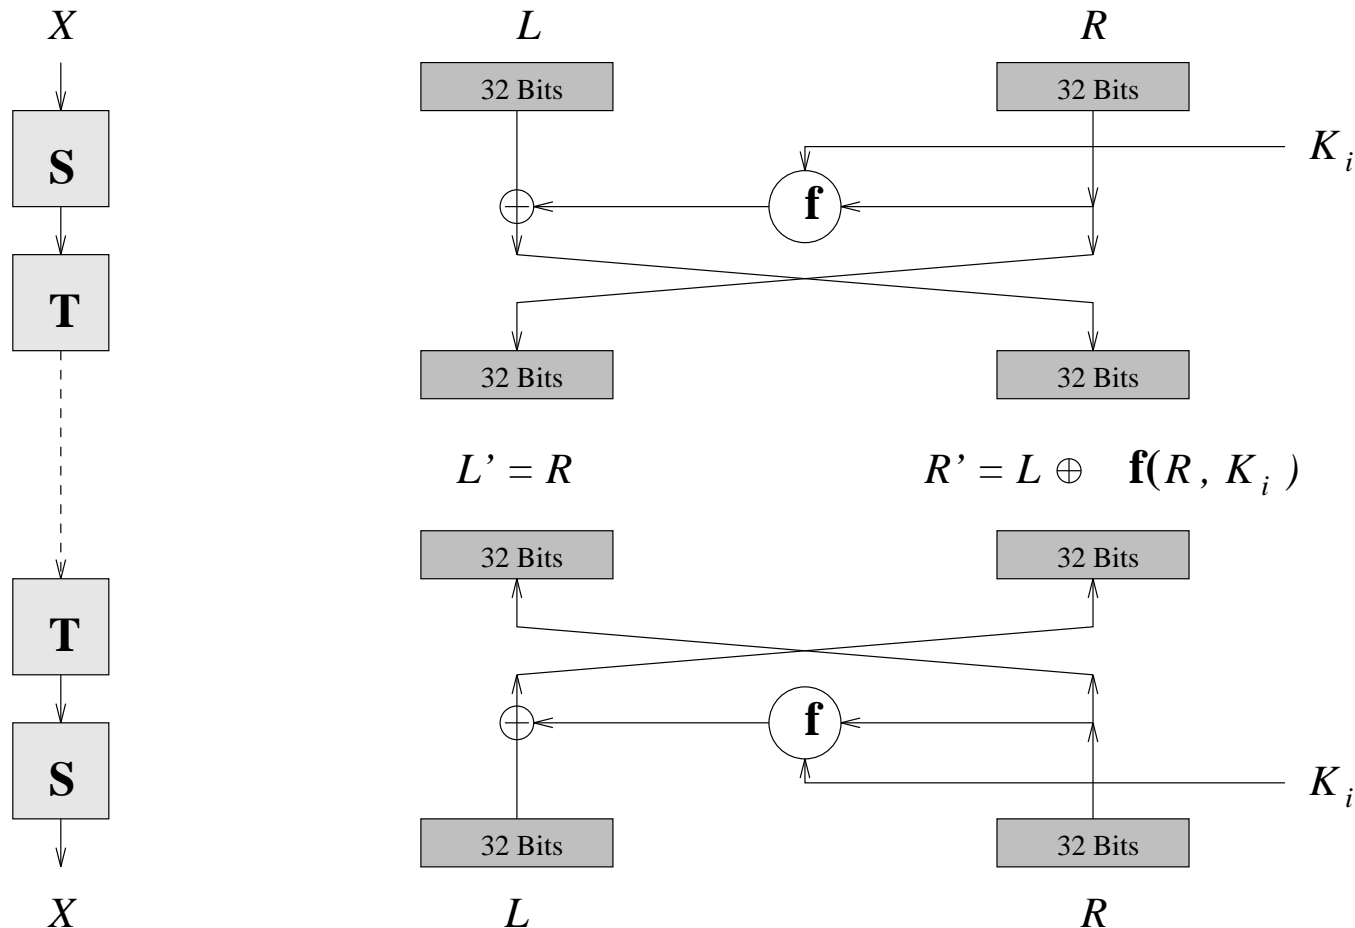 X
L
R
32 Bits
32 Bits
K i
S
f
T
32 Bits
32 Bits
L’ = R
R’ = L ⊕ f(R, K i )
32 Bits
32 Bits
T
f
S
K i
32 Bits
32 Bits
X
L
R